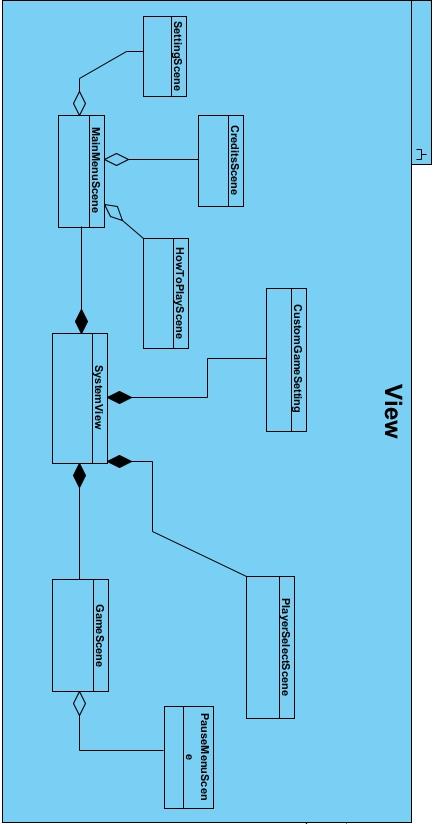 View
SettingScene
CreditsScene
MainMenuScene
HowToPlayScene
CustomGameSetting
SystemView
PlayerSelectScene
GameScene
PauseMenuScen
e